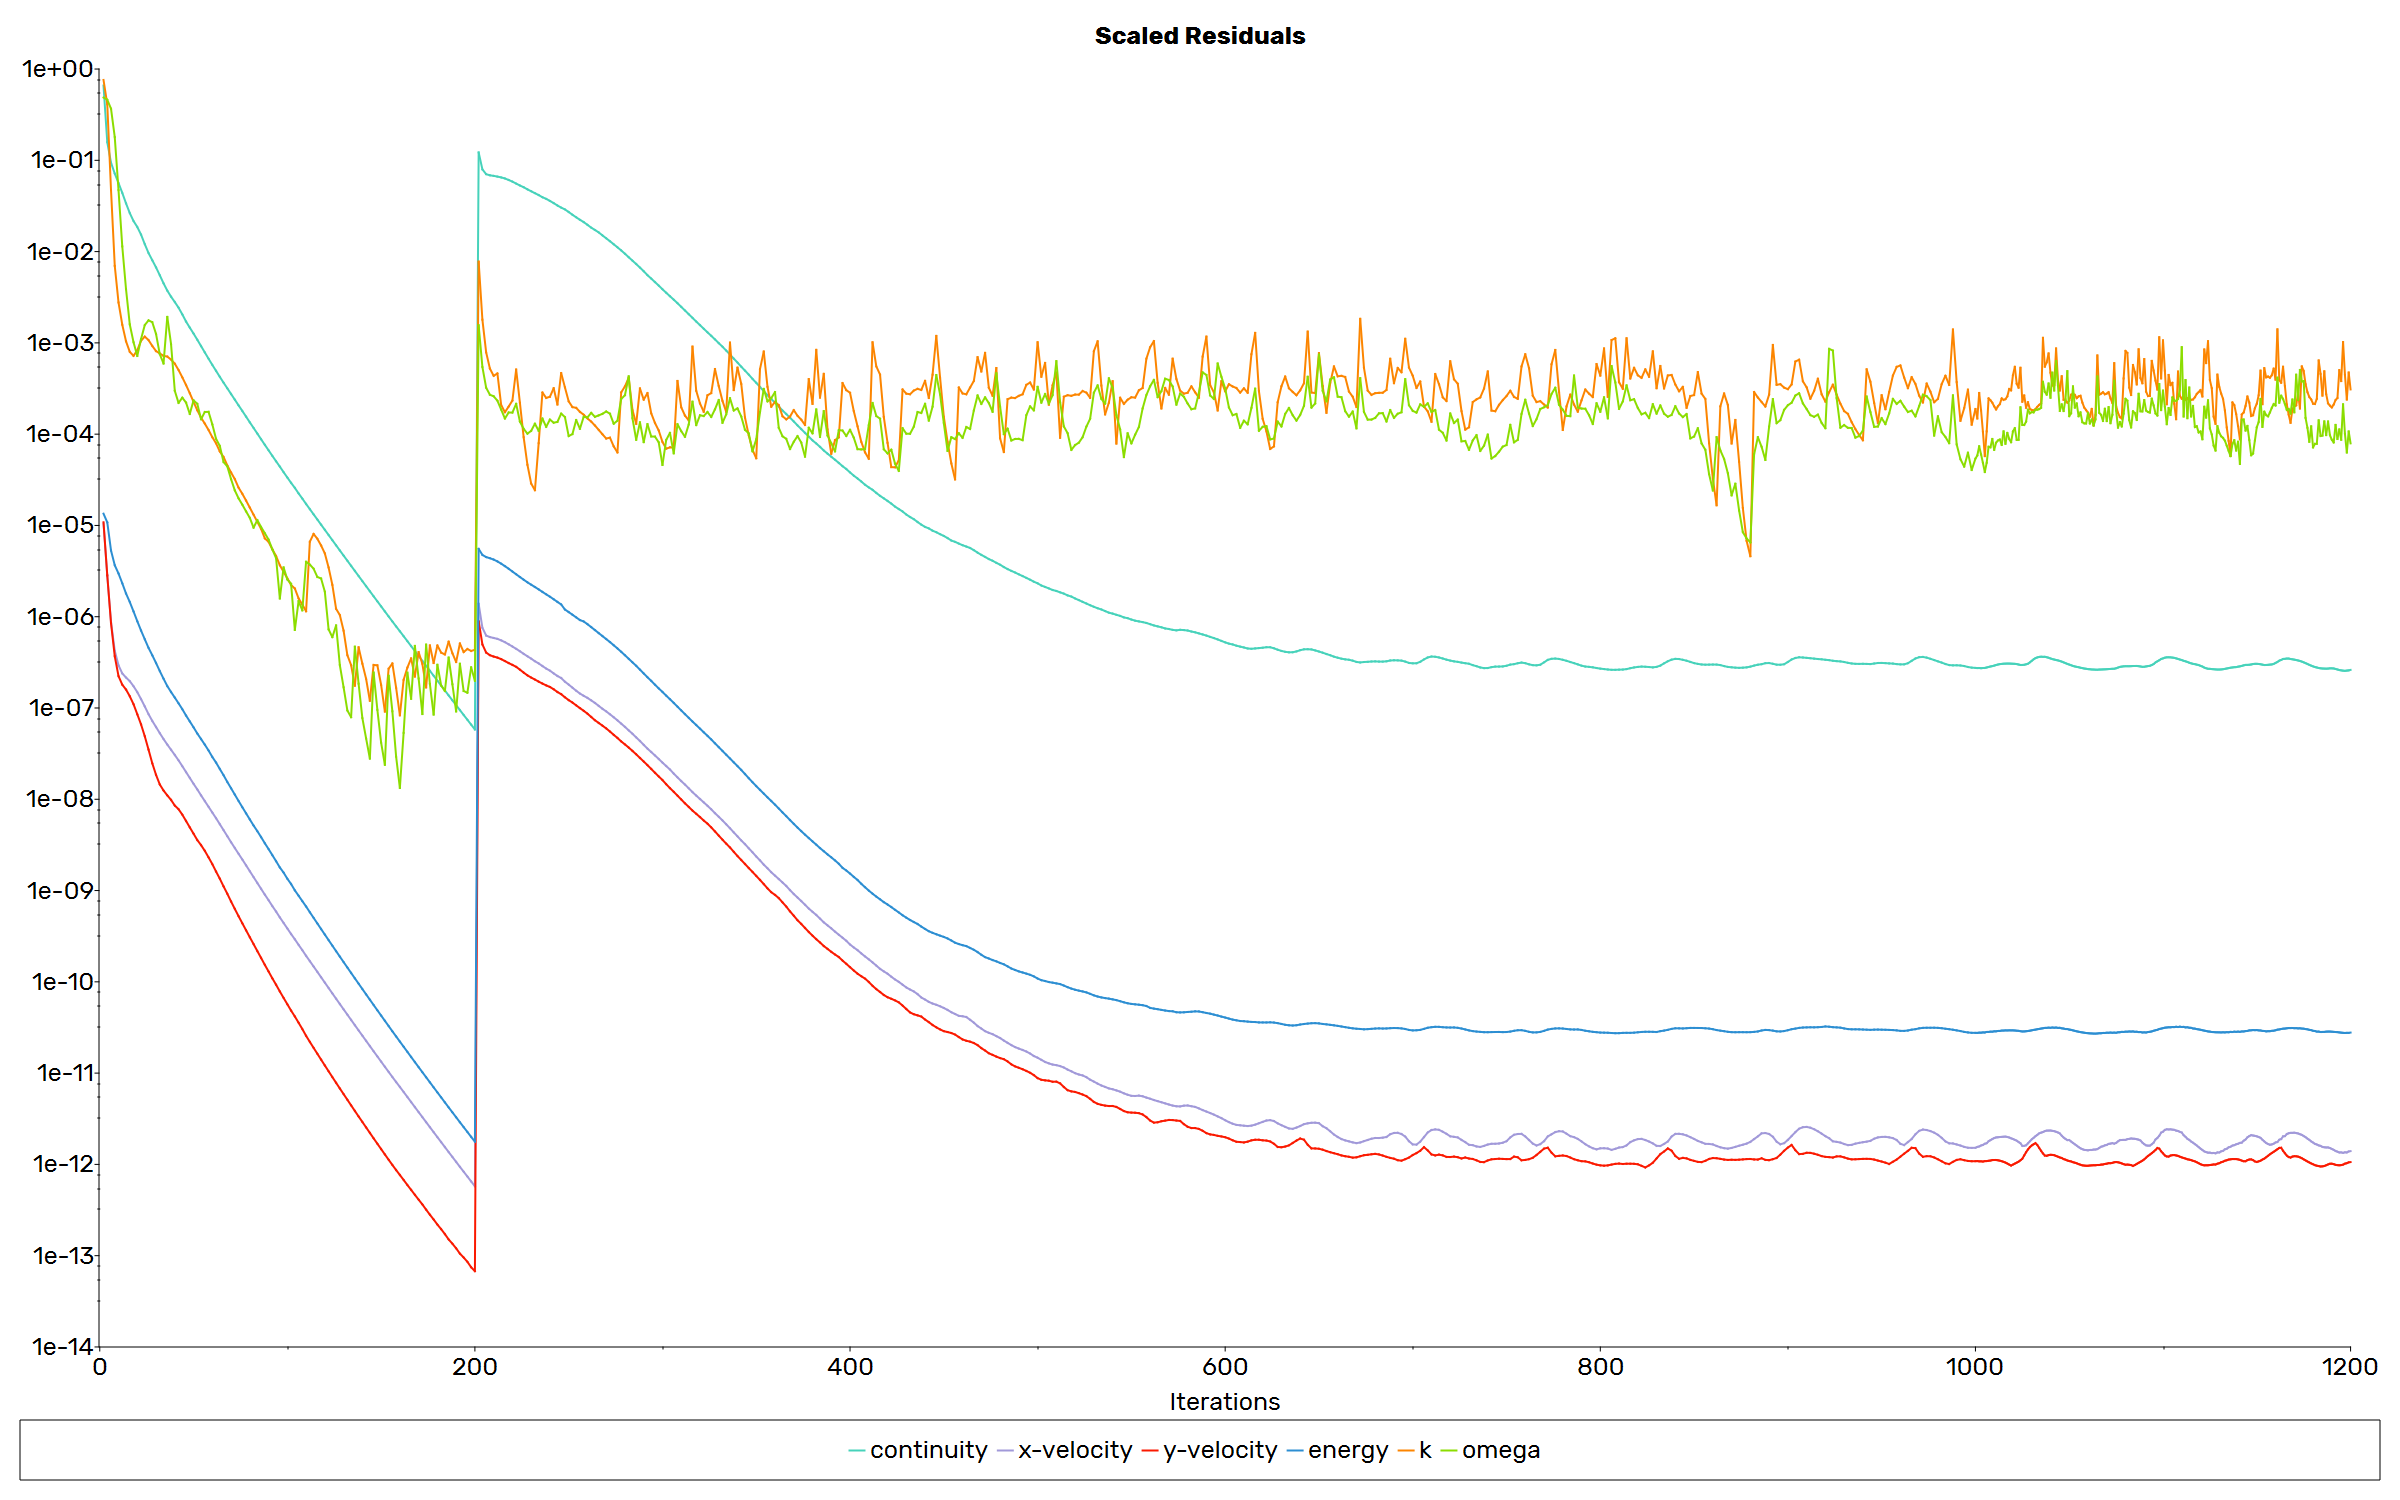 Scaled Residuals
1e+00
1e-01
1e-02
1e-03
1e-04
1e-05
1e-06
1e-07
1e-08
1e-09
1e-10
1e-11
1e-12
1e-13
1e-14
0 200 400 600 800 1000 1200
Iterations
continuity x-velocity y-velocity energy k omega